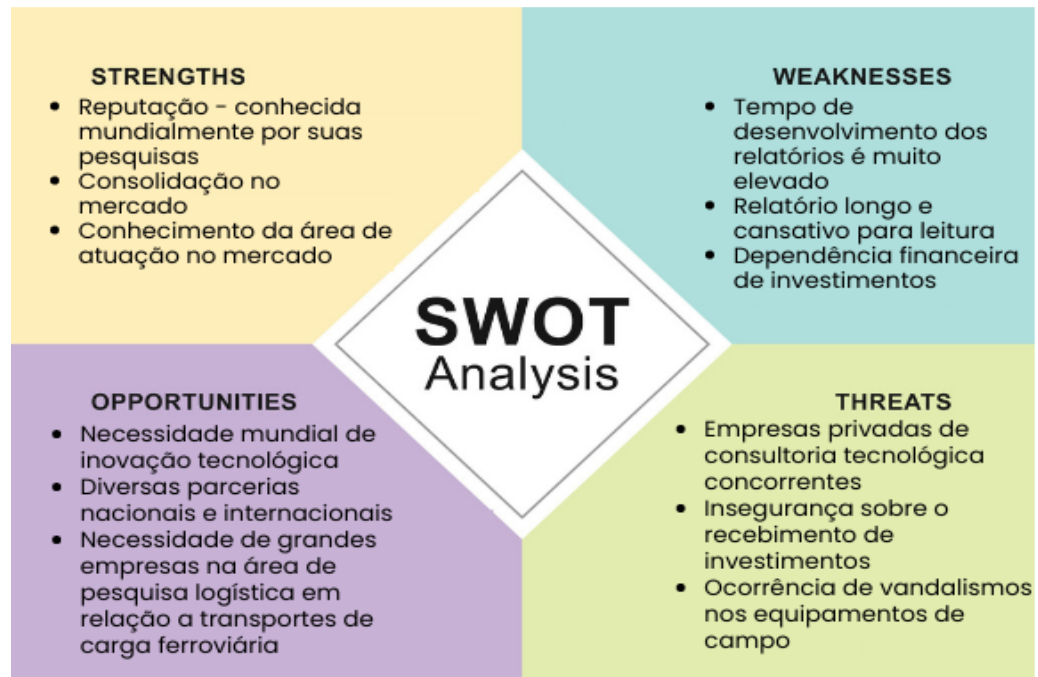 STRENGTHS
• Reputação - conhecida
mundialmente por suas
pesquisas
• Consolidação no
mercado
• Conhecimento da área de
atuação no mercado
WEAKNESSES
• Tempo de
desenvolvimento dos
relatórios é muito
elevado
• Relatório longo e
cansativo para leitura
• Dependência financeira
de investimentos
SWOT
Analysis
OPPORTUNITIES
• Necessidade mundial de
inovação tecnológica
• Diversas parcerias
nacionais e internacionais
• Necessidade de grandes
empresas na área de
pesquisa logística em
relação a transportes de
carga ferroviária
THREATS
• Empresas privadas de
consultoria tecnológica
concorrentes
• Insegurança sobre o
recebimento de
investimentos
• Ocorrência de vandalismos
nos equipamentos de
campo